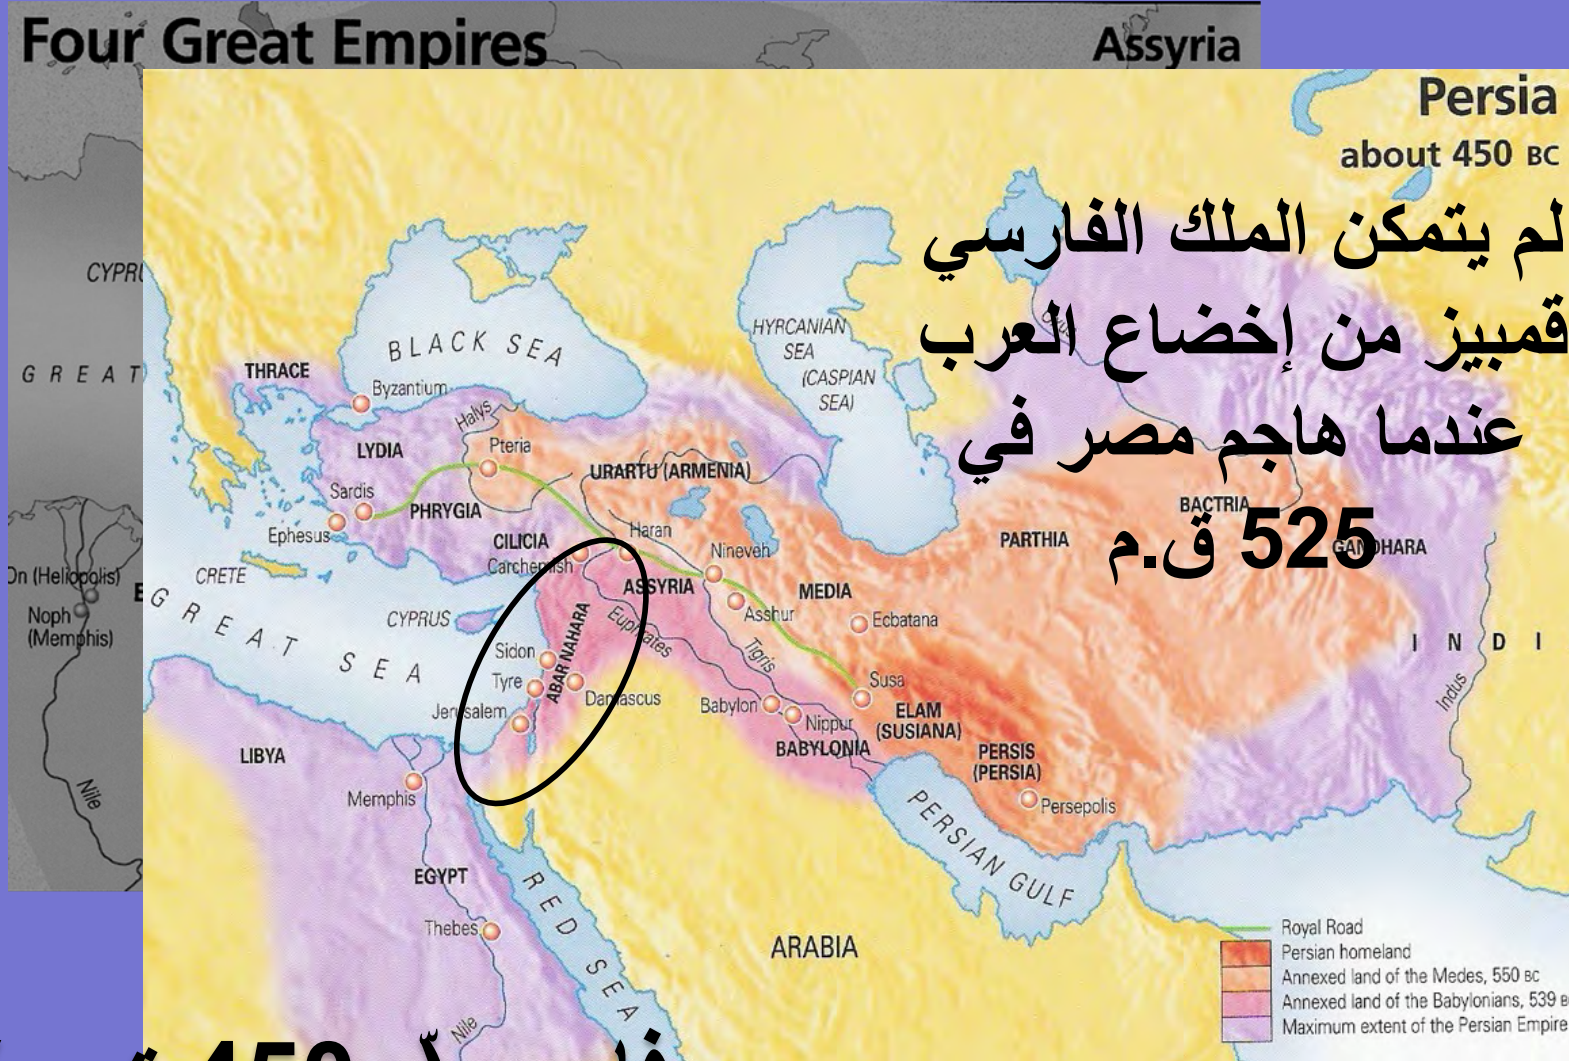 Four Great Empires
Assyria
Persia
about 450 BC
لم يتمكن الملك الفارسي
قمبيز من إخضاع العرب
عندما هاجم مصر في
525 ق.م
CYPRU
GREAT
On (Heliopolis)
Noph
(Memphis)
E
Nile
BLACK SEA
HYRCANIAN
SEA
(CASPIAN
SEA)
THRACE
Byzantium
Halys
LYDIA
Pteria
URARTU (ARMENIA)
Sardis
PHRYGIA
BACTRIA
Ephesus
CILICIA
Haran
Nineveh
PARTHIA
GANDHARA
Carchemish
CRETE
ASSYRIA
MEDIA
Asshur
GREAT SEA
CYPRUS
ABAR NAHARA
Euphrates
Ecbatana
Tigris
INDI
Sidon
Tyre
Damascus
Susa
Indus
Jerusalem
Babylon
Nippur
ELAM
(SUSIANA)
LIBYA
BABYLONIA
PERSIS
(PERSIA)
Memphis
Persepolis
PERSIAN GULF
EGYPT
RED SEA
Thebes
ARABIA
Nile
Royal Road
Persian homeland
Annexed land of the Medes, 550 BC
Annexed land of the Babylonians, 539 B
Maximum extent of the Persian Empire
450